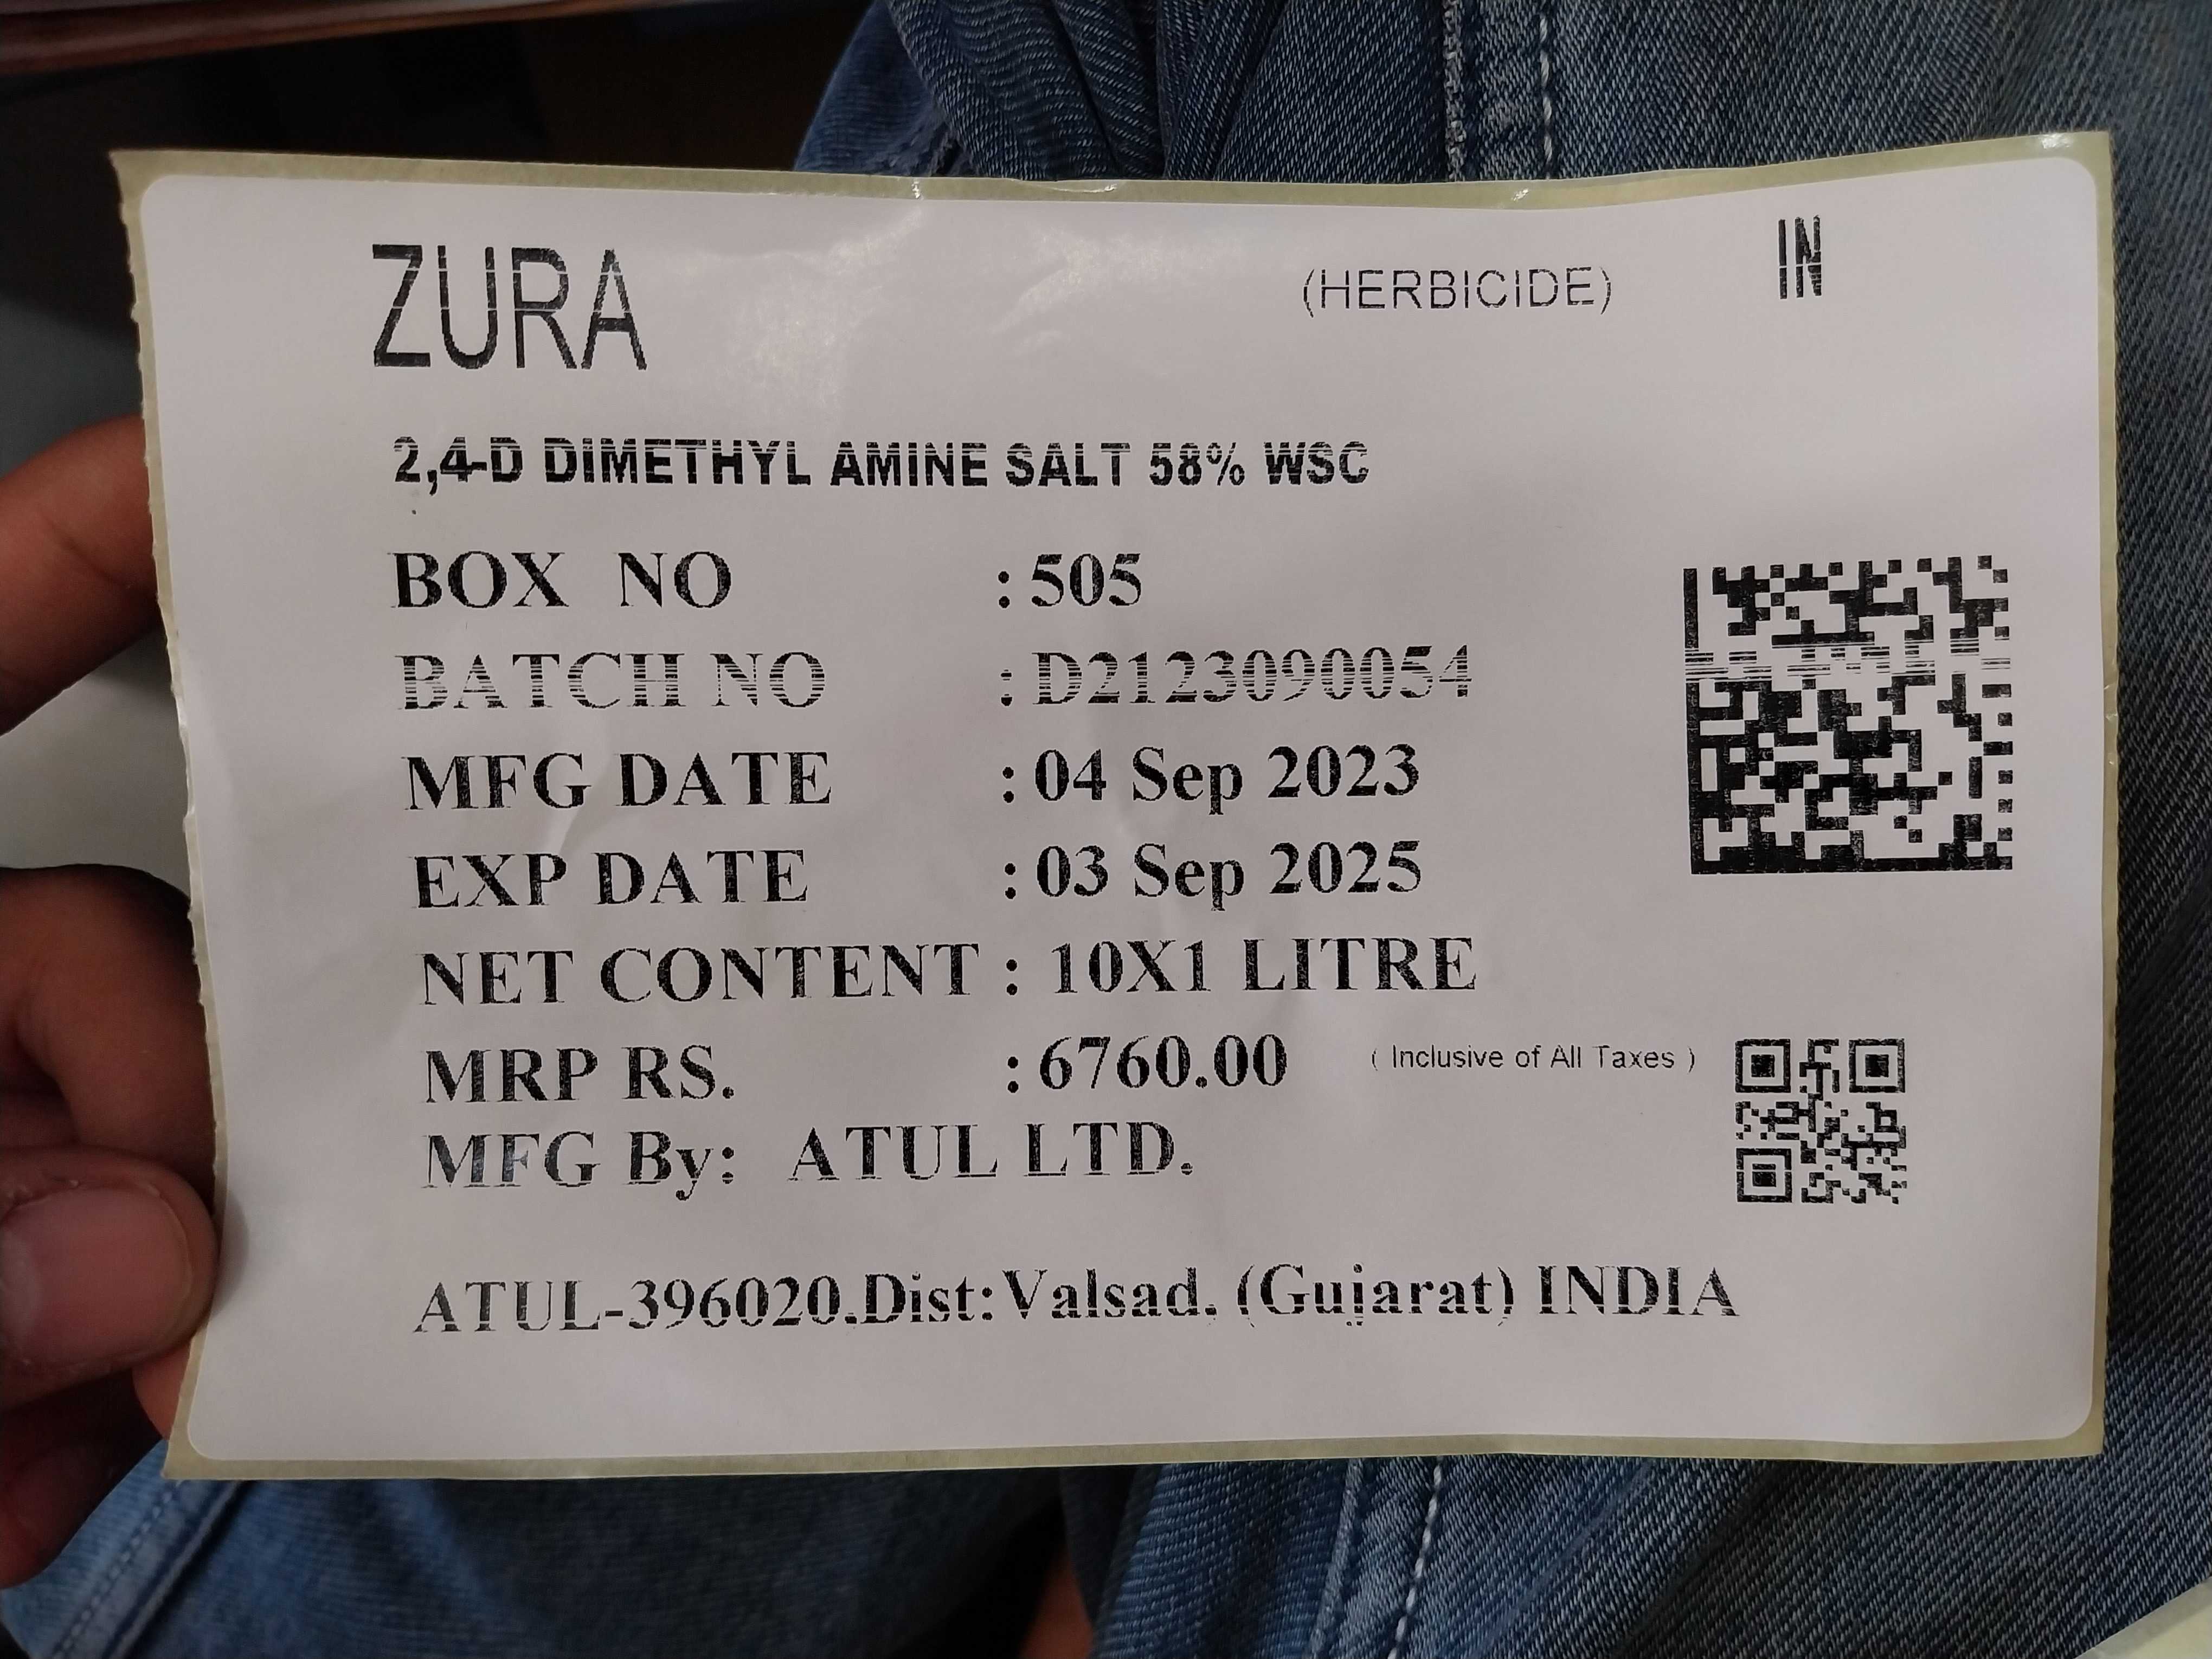 ZURA (HERBICIDE) IN
2,4-D DIMETHYL AMINE SALT 58% WSC
BOX NO : 505
BATCH NO : D2123090054
MFG DATE : 04 Sep 2023
EXP DATE : 03 Sep 2025
NET CONTENT : 10X1 LITRE
MRP RS. : 6760.00 ( Inclusive of All Taxes )
MFG By: ATUL LTD.
ATUL-396020.Dist:Valsad. (Gujarat) INDIA